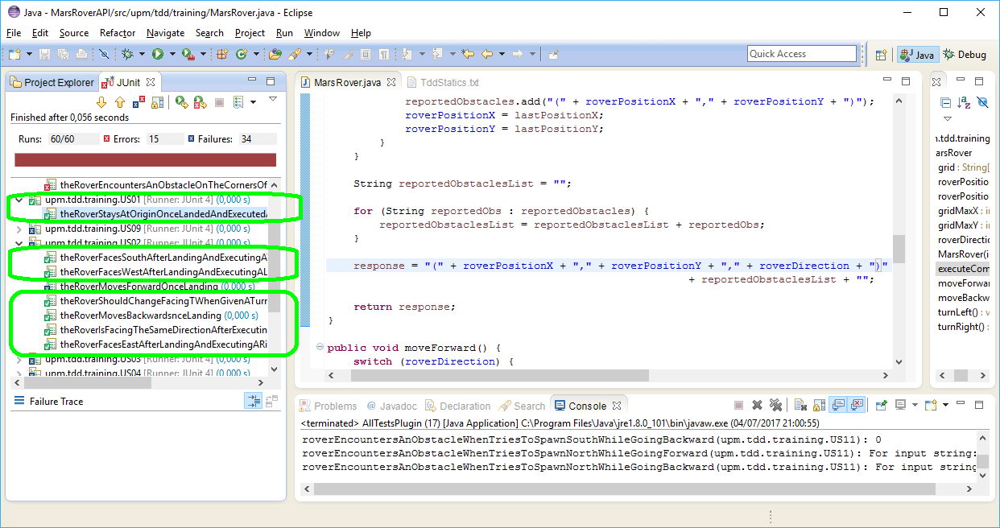 Java - MarsRoverAPI/src/upm/tdd/training/MarsRover.java - Eclipse
File Edit Source Refactor Navigate Search Project Run Window Help
Quick Access
Java
Debug
Project Explorer
JUnit
Finished after 0,056 seconds
Runs: 60/60 Errors: 15 Failures: 34
theRoverEncountersAnObstacleOnTheCornersOf
upm.tdd.training.US01 [Runner: JUnit 4] (0,000 s)
theRoverStaysAtOriginOnceLandedAndExecutedA
upm.tdd.training.US09 [Runner: JUnit 4] (0,000 s)
upm.tdd.training.US02 [Runner: JUnit 4] (0,000 s)
theRoverFacesSouthAfterLandingAndExecutingA
theRoverFacesWestAfterLandingAndExecutingAL
theRoverMovesForwardOnceLanding (0,000 s)
theRoverShouldChangeFacingTWhenGivenATurr
theRoverMovesBackwardsnceLanding (0,000 s)
theRoverIsFacingTheSameDirectionAfterExecutin
theRoverFacesEastAfterLandingAndExecutingARi
upm.tdd.training.US03 [Runner: JUnit 4] (0,000 s)
upm.tdd.training.US04 [Runner: JUnit 4] (0,000 s)
Failure Trace
MarsRover.java
TddStatics.txt
reportedObstacles.add("(" + roverPositionX + "," + roverPositionY + ")");
roverPositionX = lastPositionX;
roverPositionY = lastPositionY;
}
}
String reportedObstaclesList = "";
for (String reportedObs : reportedObstacles) {
reportedObstaclesList = reportedObstaclesList + reportedObs;
}
response = "(" + roverPositionX + "," + roverPositionY + "," + roverDirection + ")"
+ reportedObstaclesList + "";
return response;
}
public void moveForward() {
switch (roverDirection) {
ı.tdd.training
arsRover
grid : String[
roverPositio
roverPositio
gridMaxX : in
gridMaxY : in
roverDirectic
MarsRover(i
executeCom
moveForwar
moveBackw
turnLeft() : v
turnRight() :
Problems
@ Javadoc
Declaration
Search
Console
<terminated> AllTestsPlugin (17) [Java Application] C:\Program Files\Java\jre1.8.0_101\bin\javaw.exe (04/07/2017 21:00:55)
roverEncountersAnObstacleWhenTriesToSpawnSouthWhileGoingBackward(upm.tdd.training.US11): 0
roverEncountersAnObstacleWhenTriesToSpawnNorthWhileGoingForward(upm.tdd.training.US11): For input string:
roverEncountersAnObstacleWhenTriesToSpawnNorthWhileGoingBackward(upm.tdd.training.US11): For input string